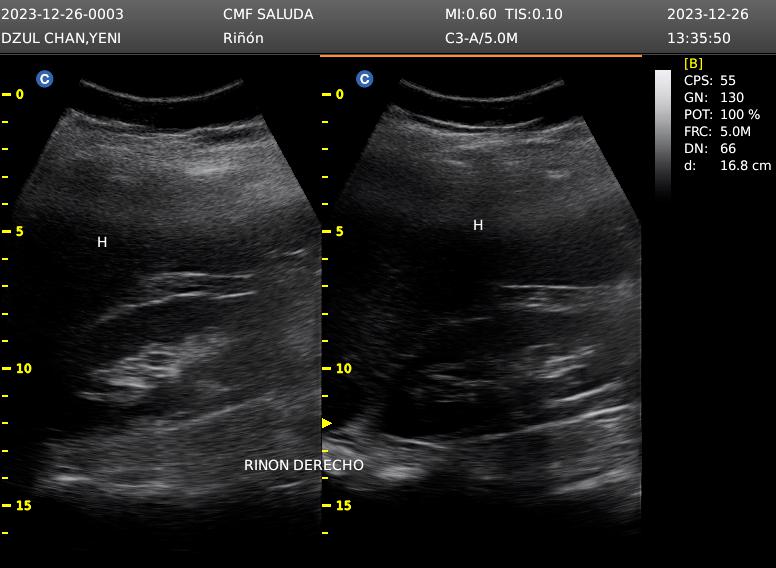 2023-12-26-0003 CMF SALUDA MI:0.60 TIS:0.10 2023-12-26
DZUL CHAN,YENI Riñón C3-A/5.0M 13:35:50
C C [B]
0 0 CPS: 55
GN: 130
POT: 100 %
FRC: 5.0M
DN: 66
d: 16.8 cm
5 H 5 H
10 10
RINON DERECHO
15 15